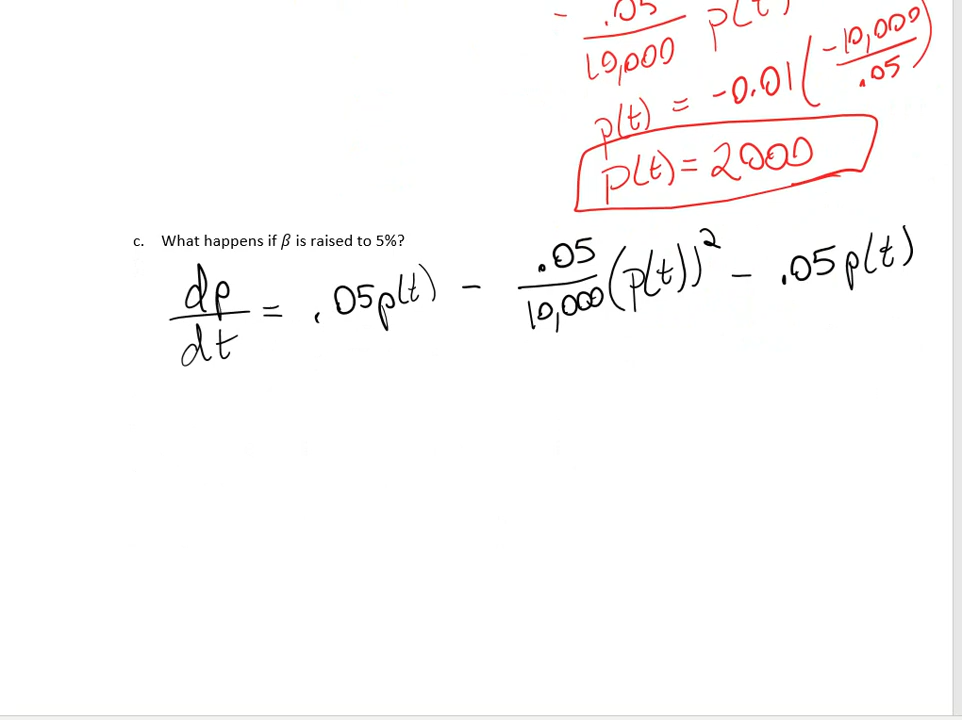 - .05/10,000 p(t)
p(t) = -0.01(-10,000/.05)
p(t) = 2000
c. What happens if β is raised to 5%?
dp/dt = .05p(t) - .05/10,000 (p(t))² - .05p(t)